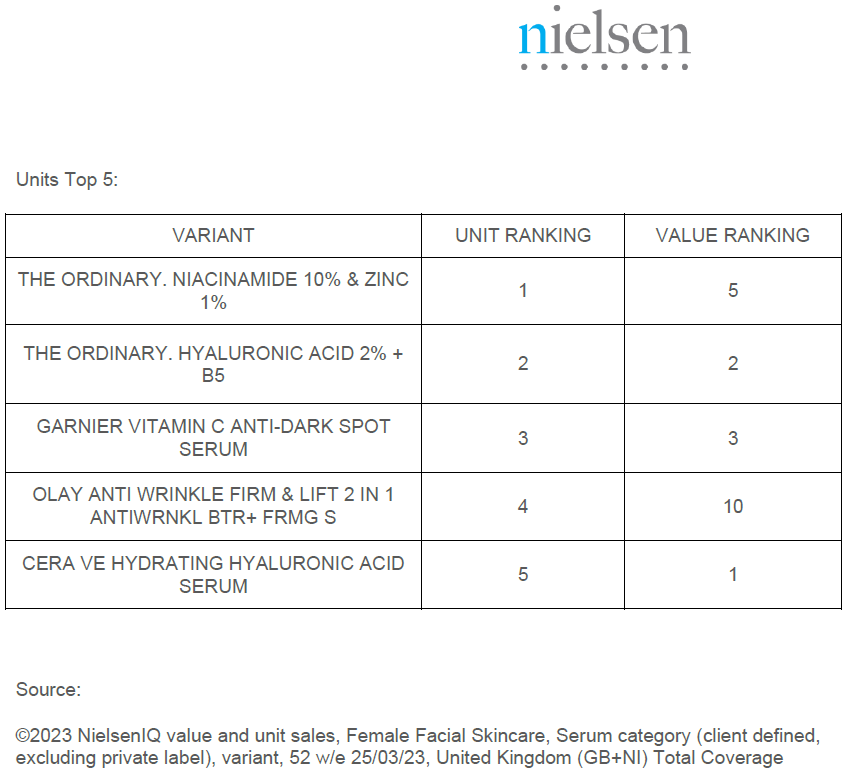 nielsen
Units Top 5:
VARIANT UNIT RANKING VALUE RANKING
THE ORDINARY. NIACINAMIDE 10% & ZINC
1% 1 5
THE ORDINARY. HYALURONIC ACID 2% +
B5 2 2
GARNIER VITAMIN C ANTI-DARK SPOT
SERUM 3 3
OLAY ANTI WRINKLE FIRM & LIFT 2 IN 1
ANTIWRNKL BTR+ FRMG S 4 10
CERA VE HYDRATING HYALURONIC ACID
SERUM 5 1
Source:
©2023 NielsenIQ value and unit sales, Female Facial Skincare, Serum category (client defined,
excluding private label), variant, 52 w/e 25/03/23, United Kingdom (GB+NI) Total Coverage